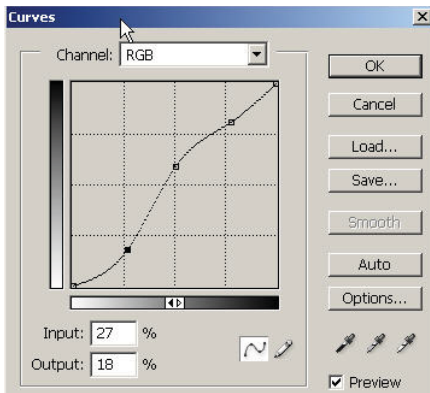 Curves
Channel: RGB
OK
Cancel
Load...
Save...
Smooth
Auto
Options...
Input: 27 %
Output: 18 %
Preview